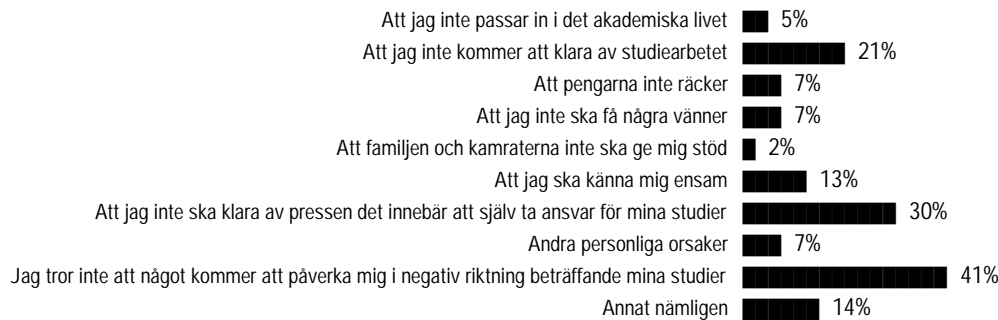 Att jag inte passar in i det akademiska livet 5%
Att jag inte kommer att klara av studiearbetet 21%
Att pengarna inte räcker 7%
Att jag inte ska få några vänner 7%
Att familjen och kamraterna inte ska ge mig stöd 2%
Att jag ska känna mig ensam 13%
Att jag inte ska klara av pressen det innebär att själv ta ansvar för mina studier 30%
Andra personliga orsaker 7%
Jag tror inte att något kommer att påverka mig i negativ riktning beträffande mina studier 41%
Annat nämligen 14%